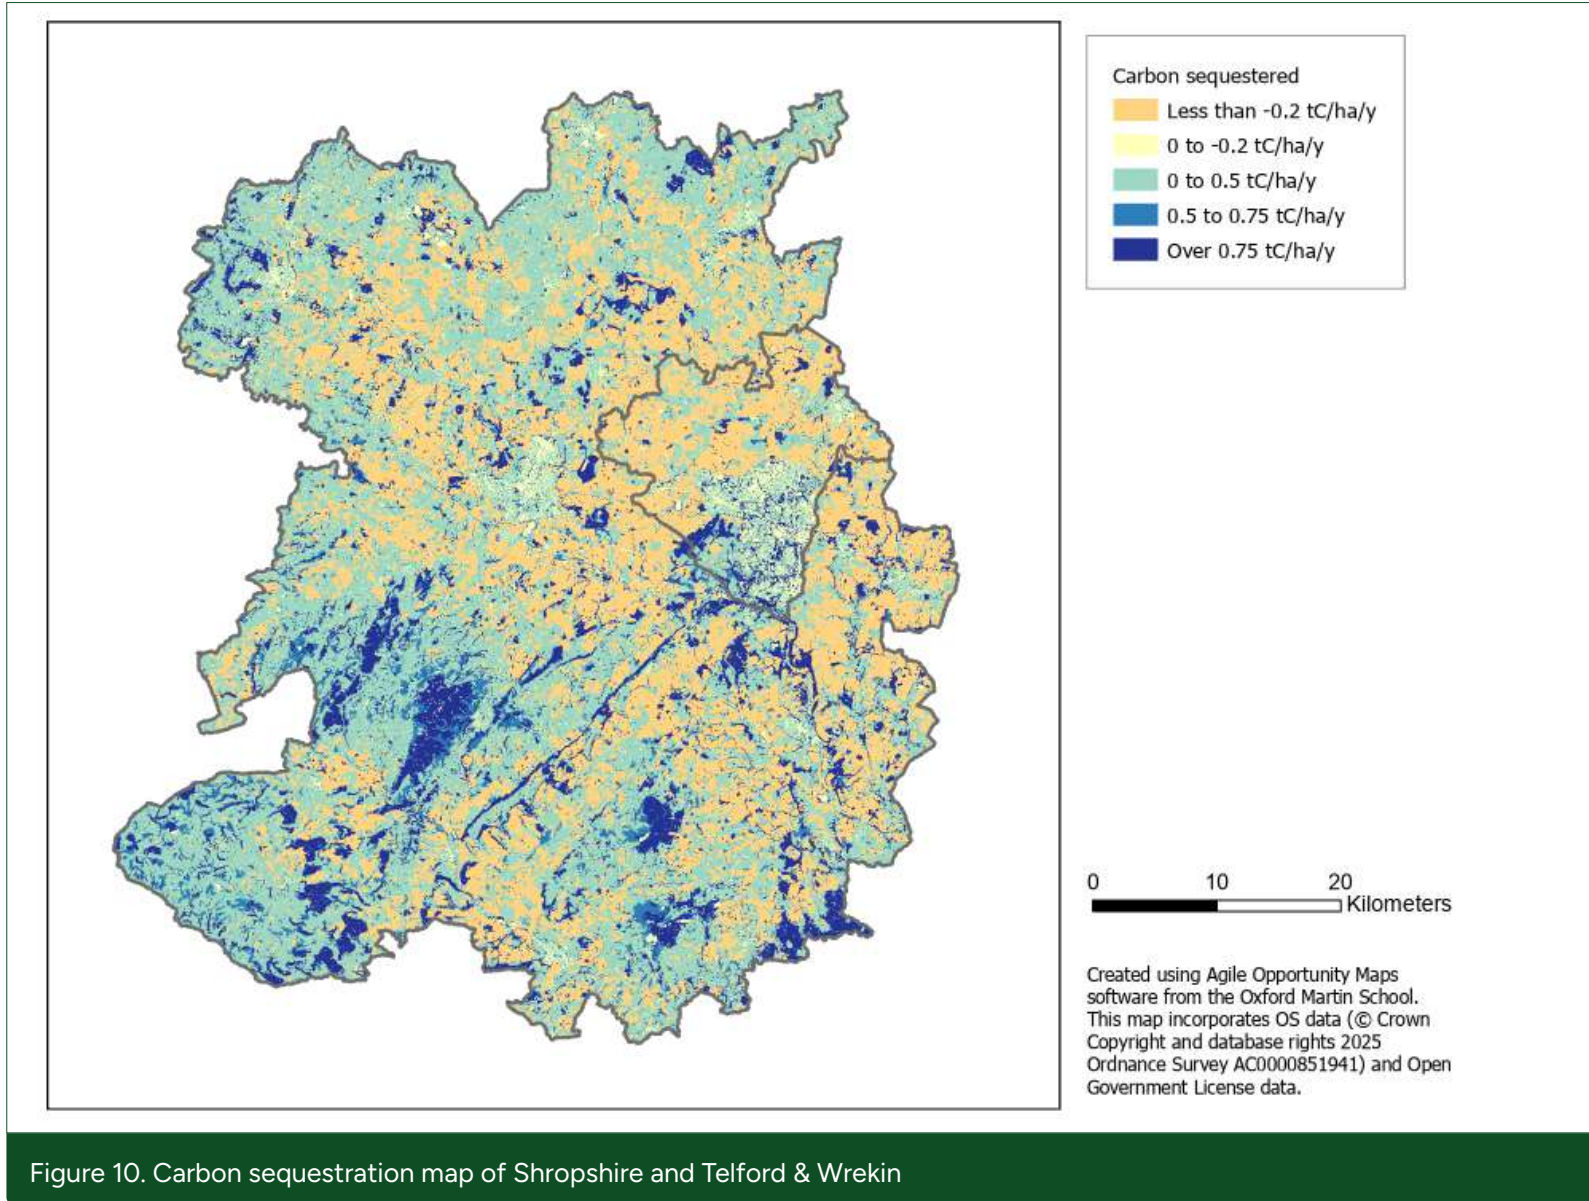 Carbon sequestered
Less than -0.2 tC/ha/y
0 to -0.2 tC/ha/y
0 to 0.5 tC/ha/y
0.5 to 0.75 tC/ha/y
Over 0.75 tC/ha/y
0 10 20
Kilometers
Created using Agile Opportunity Maps
software from the Oxford Martin School.
This map incorporates OS data (© Crown
Copyright and database rights 2025
Ordnance Survey AC0000851941) and Open
Government License data.
Figure 10. Carbon sequestration map of Shropshire and Telford & Wrekin